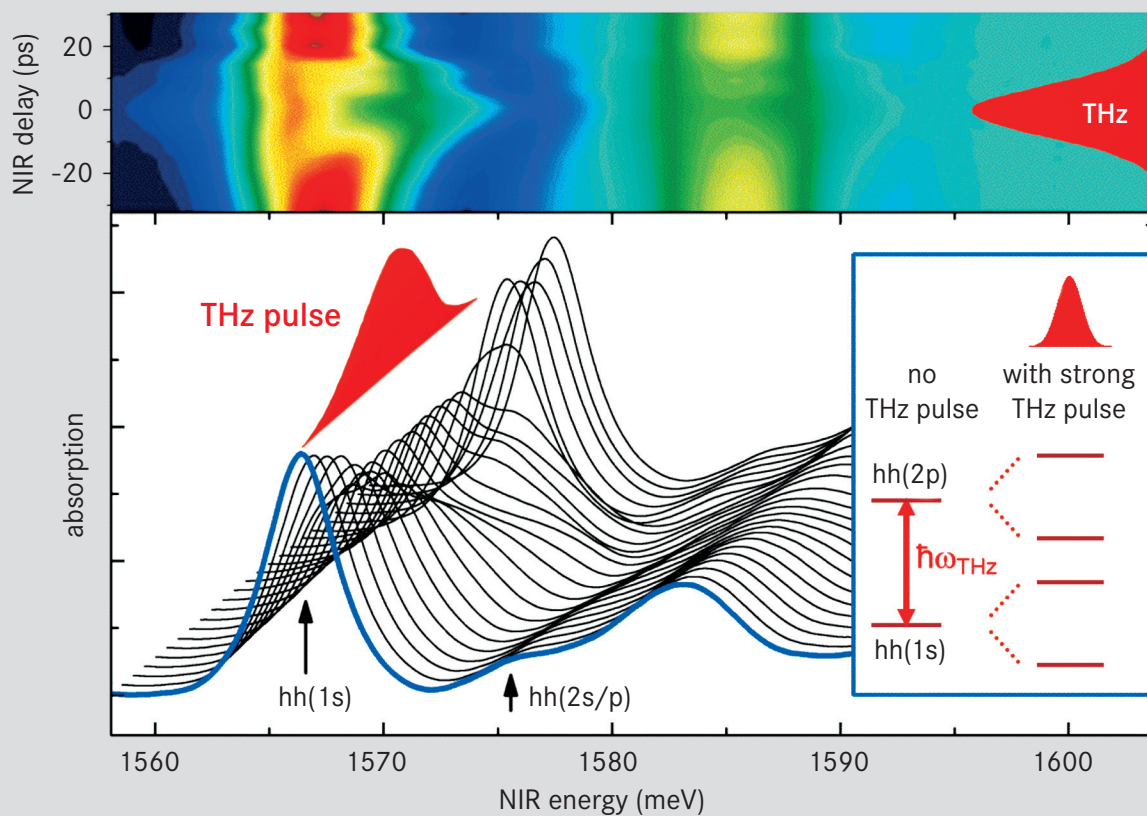 NIR delay (ps)
20
0
-20
THz
THz pulse
absorption
hh(1s)
hh(2s/p)
no
THz pulse
with strong
THz pulse
hh(2p)
ħωTHz
hh(1s)
1560
1570
1580
1590
1600
NIR energy (meV)